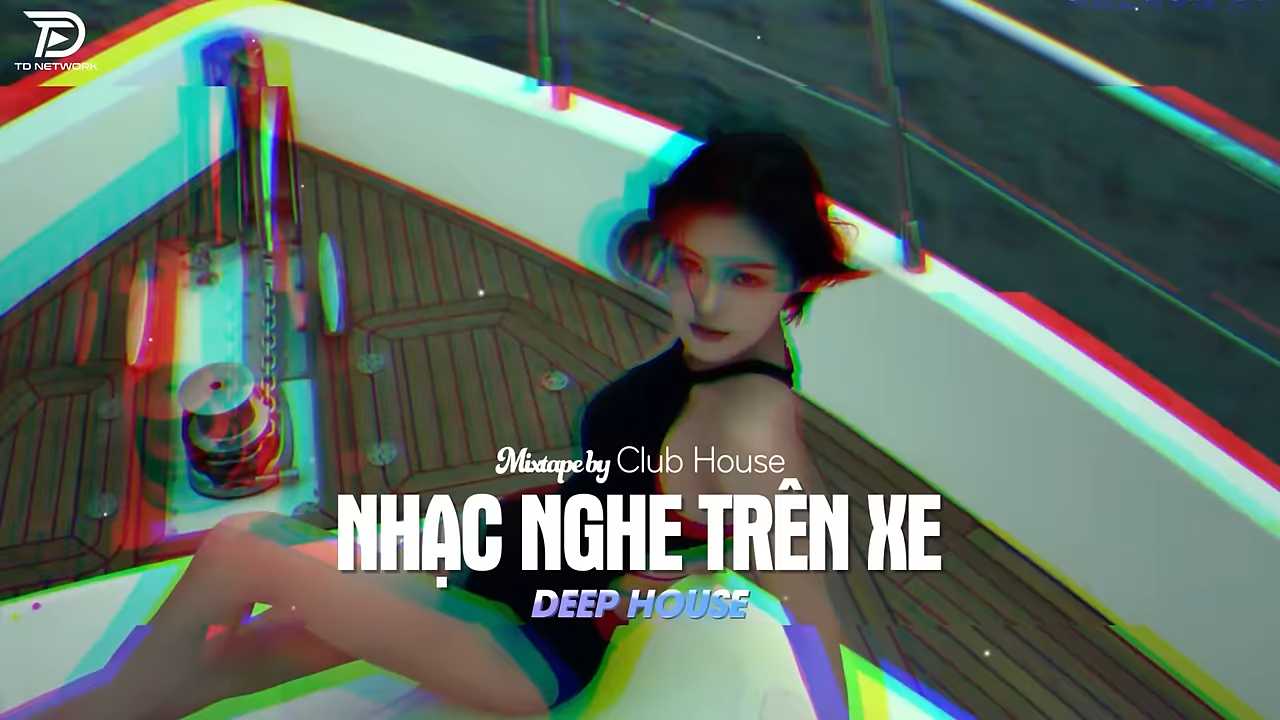 TD NETWORK
Mixtape by Club House
NHẠC NGHE TRÊN XE
DEEP HOUSE